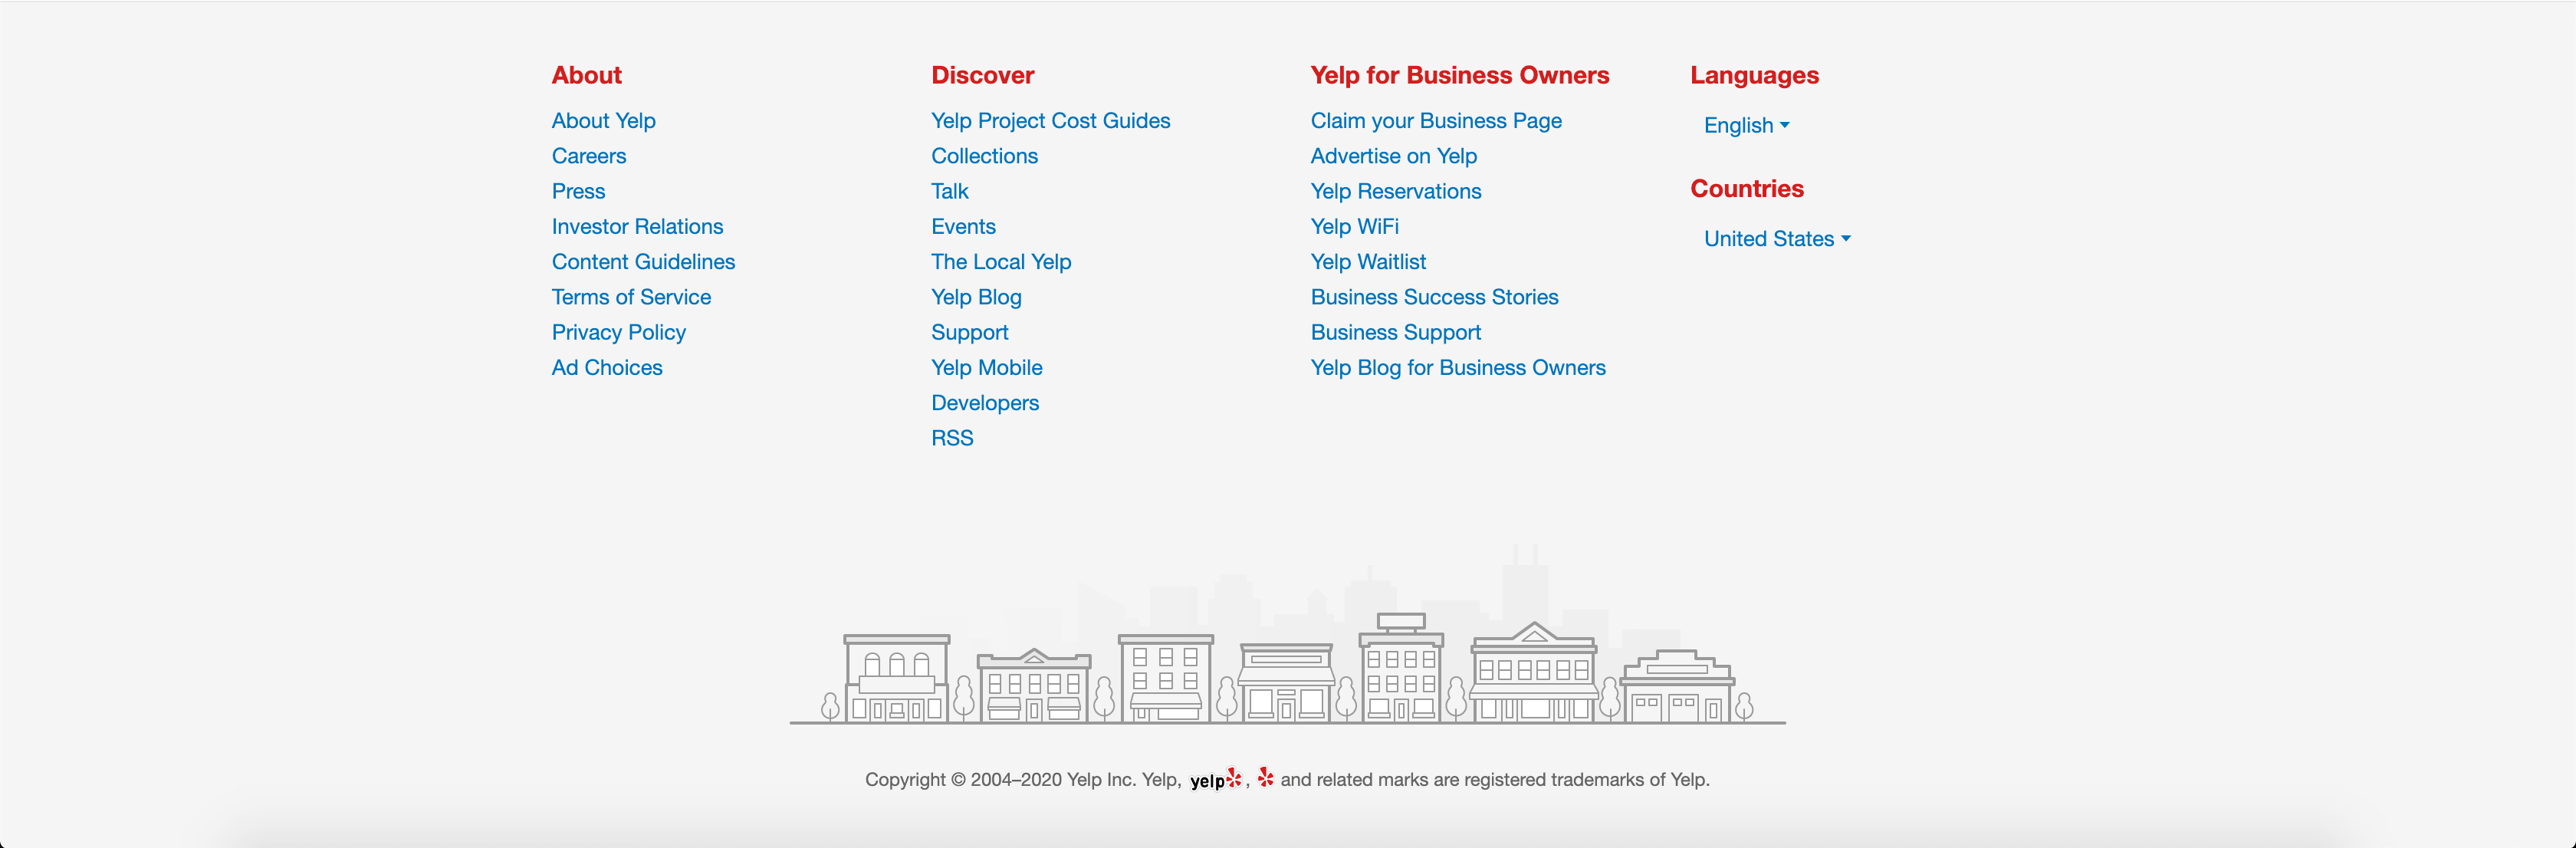 About
About Yelp
Careers
Press
Investor Relations
Content Guidelines
Terms of Service
Privacy Policy
Ad Choices
Discover
Yelp Project Cost Guides
Collections
Talk
Events
The Local Yelp
Yelp Blog
Support
Yelp Mobile
Developers
RSS
Yelp for Business Owners
Claim your Business Page
Advertise on Yelp
Yelp Reservations
Yelp WiFi
Yelp Waitlist
Business Success Stories
Business Support
Yelp Blog for Business Owners
Languages
English
Countries
United States
Copyright © 2004–2020 Yelp Inc. Yelp, yelp, and related marks are registered trademarks of Yelp.